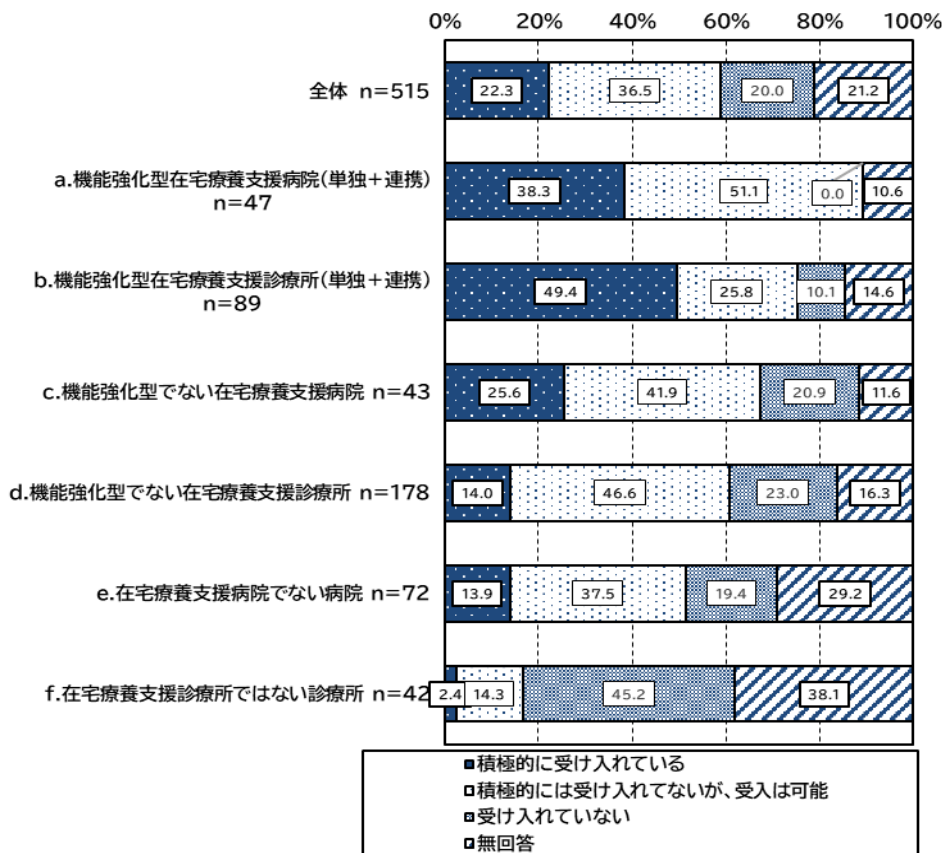 0% 20% 40% 60% 80% 100%
全体 n=515
22.3 36.5 20.0 21.2
a.機能強化型在宅療養支援病院(単独+連携)
n=47
38.3 51.1 0.0 10.6
b.機能強化型在宅療養支援診療所(単独+連携)
n=89
49.4 25.8 10.1 14.6
c.機能強化型でない在宅療養支援病院 n=43
25.6 41.9 20.9 11.6
d.機能強化型でない在宅療養支援診療所 n=178
14.0 46.6 23.0 16.3
e.在宅療養支援病院でない病院 n=72
13.9 37.5 19.4 29.2
f.在宅療養支援診療所ではない診療所 n=42
2.4 14.3 45.2 38.1
積極的に受け入れている
積極的には受け入れてないが、受入は可能
受け入れていない
無回答